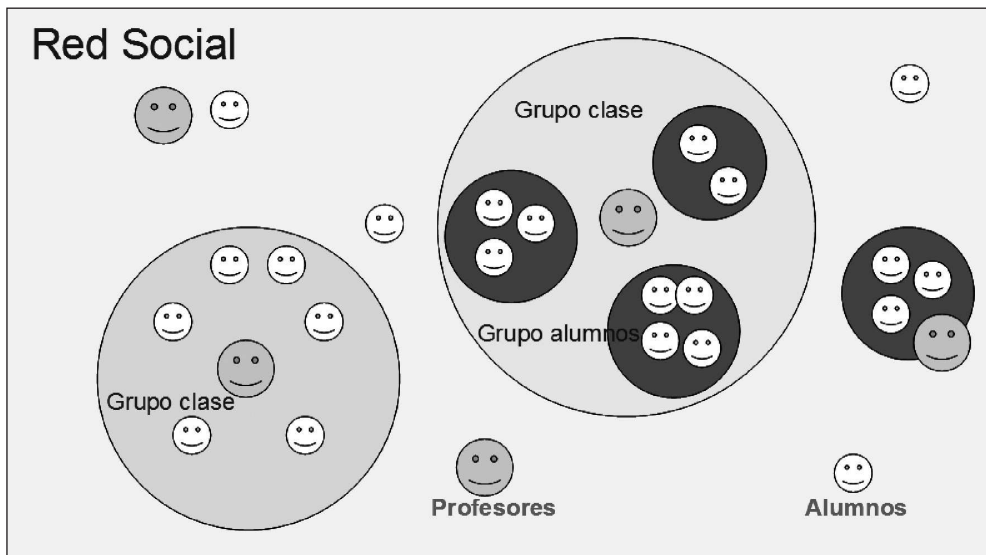 Red Social
Grupo clase
Grupo alumnos
Grupo clase
Profesores
Alumnos